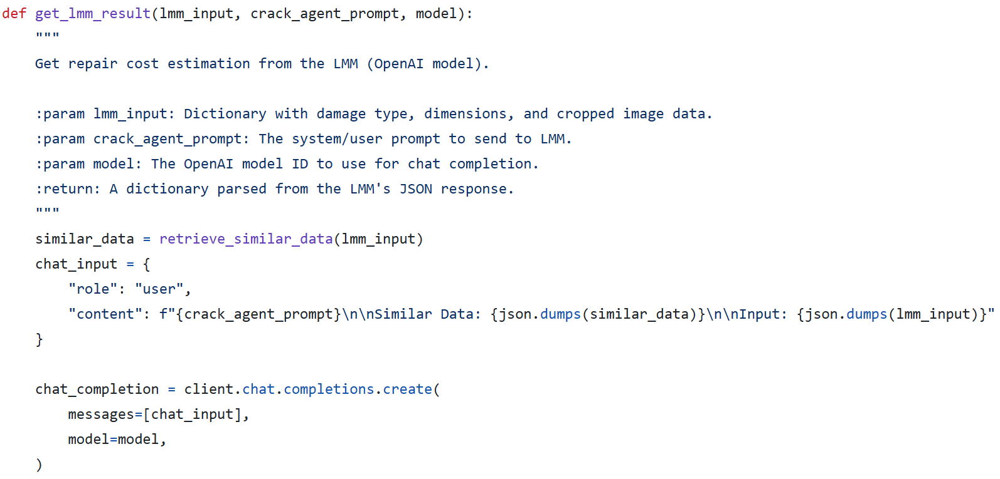 def get_lmm_result(lmm_input, crack_agent_prompt, model):
    """
    Get repair cost estimation from the LMM (OpenAI model).

    :param lmm_input: Dictionary with damage type, dimensions, and cropped image data.
    :param crack_agent_prompt: The system/user prompt to send to LMM.
    :param model: The OpenAI model ID to use for chat completion.
    :return: A dictionary parsed from the LMM's JSON response.
    """
    similar_data = retrieve_similar_data(lmm_input)
    chat_input = {
        "role": "user",
        "content": f"{crack_agent_prompt}\n\nSimilar Data: {json.dumps(similar_data)}\n\nInput: {json.dumps(lmm_input)}"
    }

    chat_completion = client.chat.completions.create(
        messages=[chat_input],
        model=model,
    )